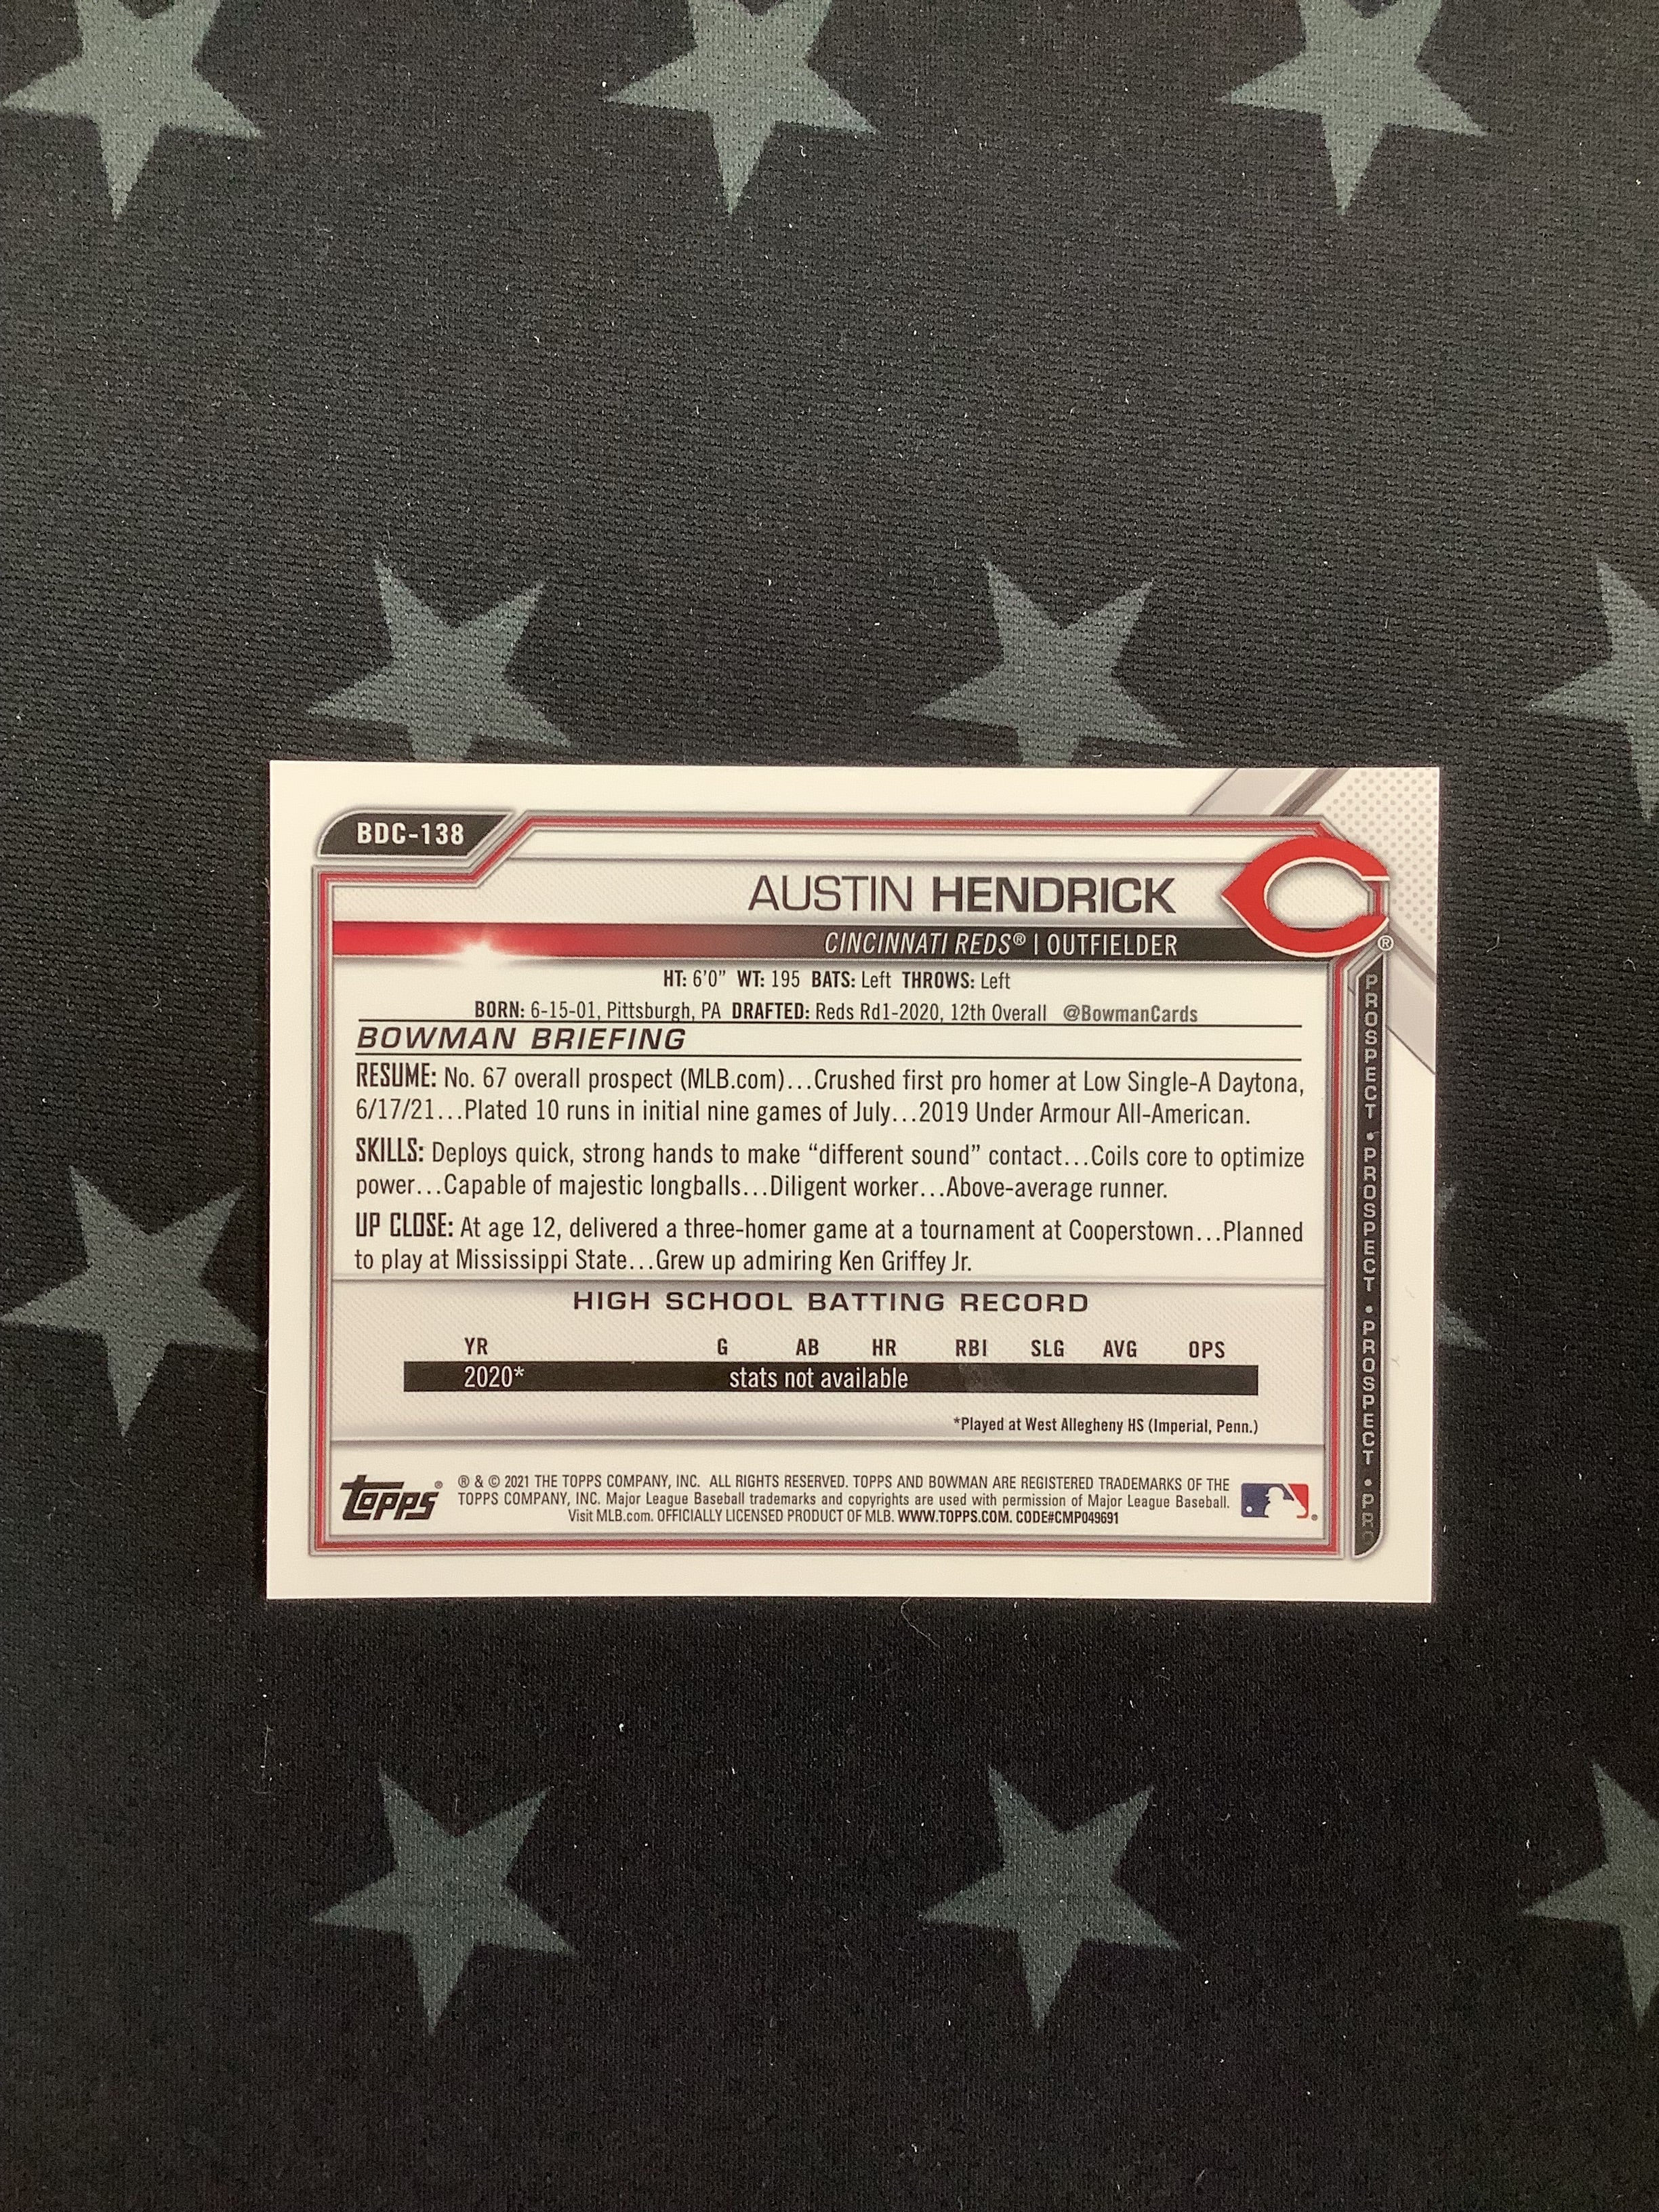 BDC-138
AUSTIN HENDRICK
CINCINNATI REDS® | OUTFIELDER
®
HT: 6'0" WT: 195 BATS: Left THROWS: Left
BORN: 6-15-01, Pittsburgh, PA DRAFTED: Reds Rd1-2020, 12th Overall @BowmanCards
BOWMAN BRIEFING
RESUME: No. 67 overall prospect (MLB.com)...Crushed first pro homer at Low Single-A Daytona,
6/17/21...Plated 10 runs in initial nine games of July...2019 Under Armour All-American.
SKILLS: Deploys quick, strong hands to make “different sound” contact...Coils core to optimize
power...Capable of majestic longballs...Diligent worker...Above-average runner.
UP CLOSE: At age 12, delivered a three-homer game at a tournament at Cooperstown...Planned
to play at Mississippi State...Grew up admiring Ken Griffey Jr.
HIGH SCHOOL BATTING RECORD
YR G AB HR RBI SLG AVG OPS
2020* stats not available
*Played at West Allegheny HS (Imperial, Penn.)
topps®
® & © 2021 THE TOPPS COMPANY, INC. ALL RIGHTS RESERVED. TOPPS AND BOWMAN ARE REGISTERED TRADEMARKS OF THE
TOPPS COMPANY, INC. Major League Baseball trademarks and copyrights are used with permission of Major League Baseball.
Visit MLB.com. OFFICIALLY LICENSED PRODUCT OF MLB. WWW.TOPPS.COM. CODE#CMP049691
®
PROSPECT • PROSPECT • PROSPECT • PRO